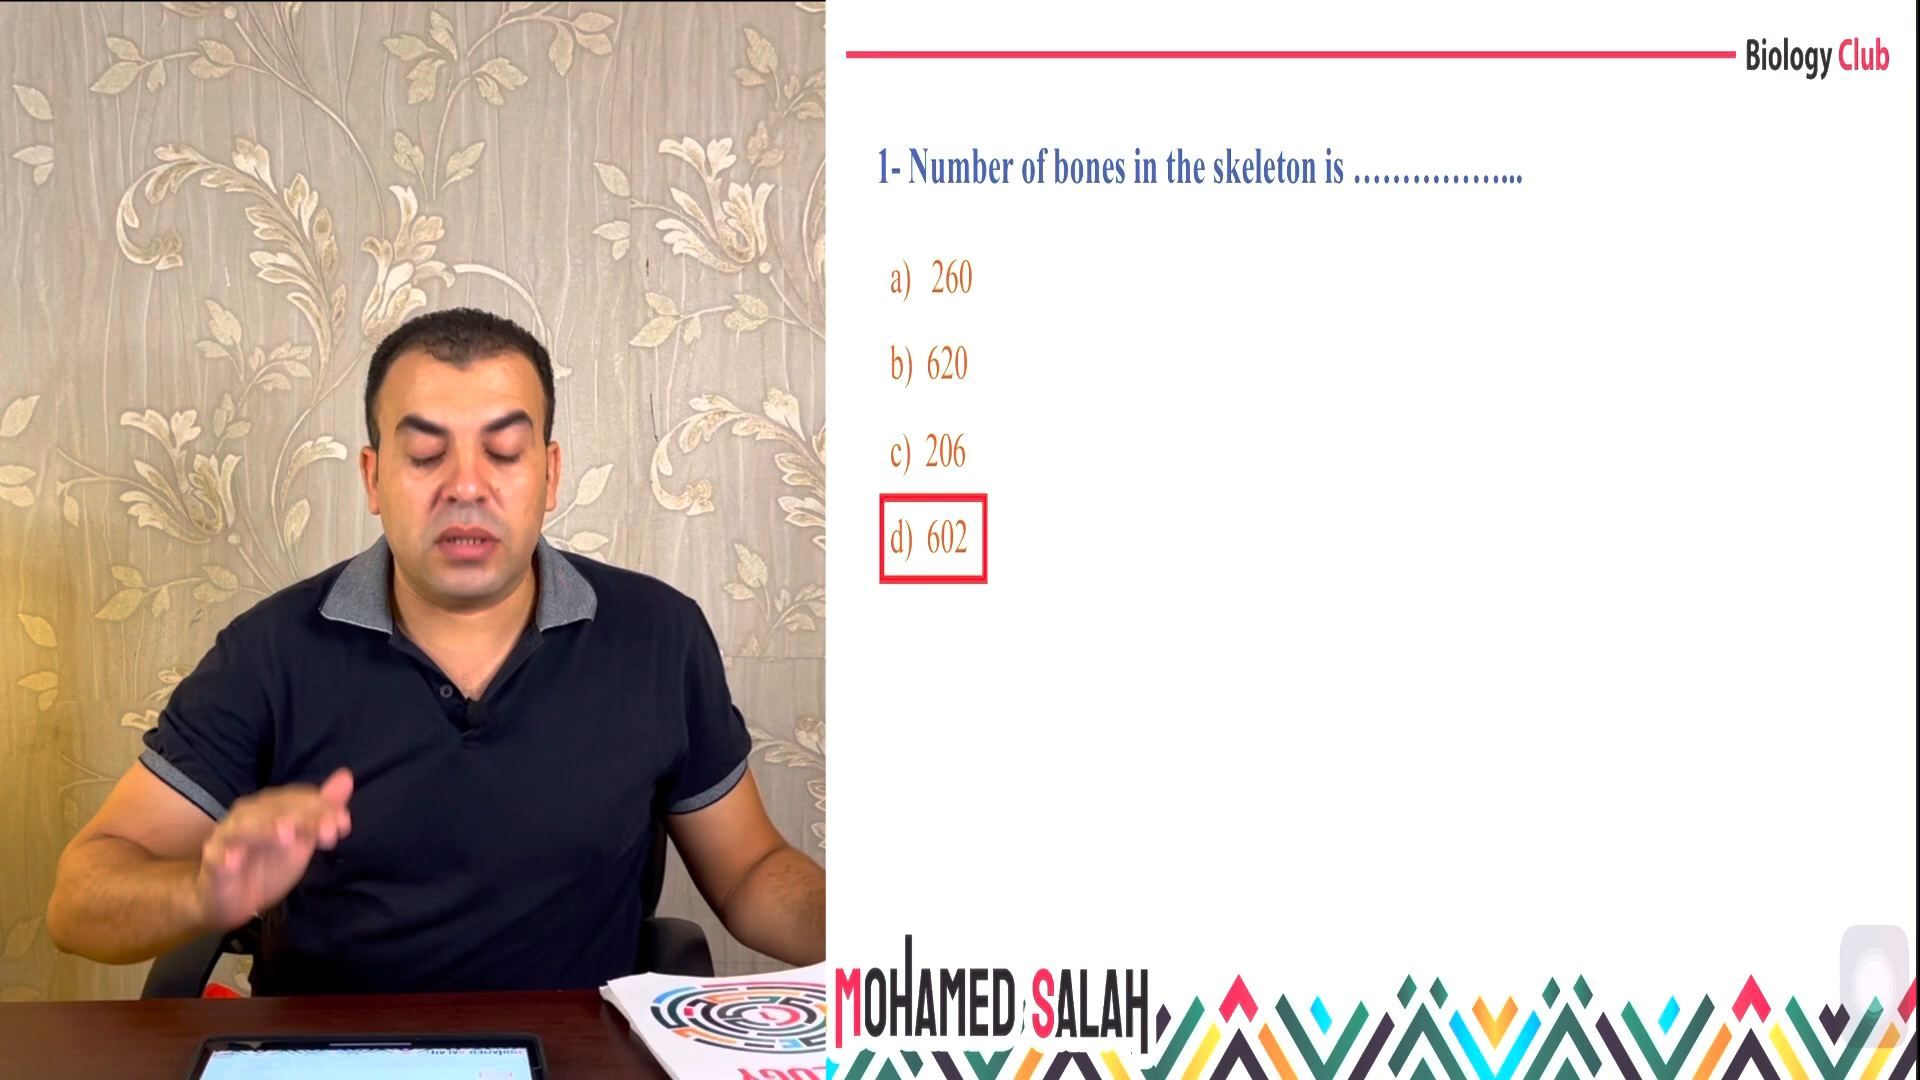 Biology Club
1- Number of bones in the skeleton is ………………..
a) 260
b) 620
c) 206
d) 602
MOHAMED SALAH